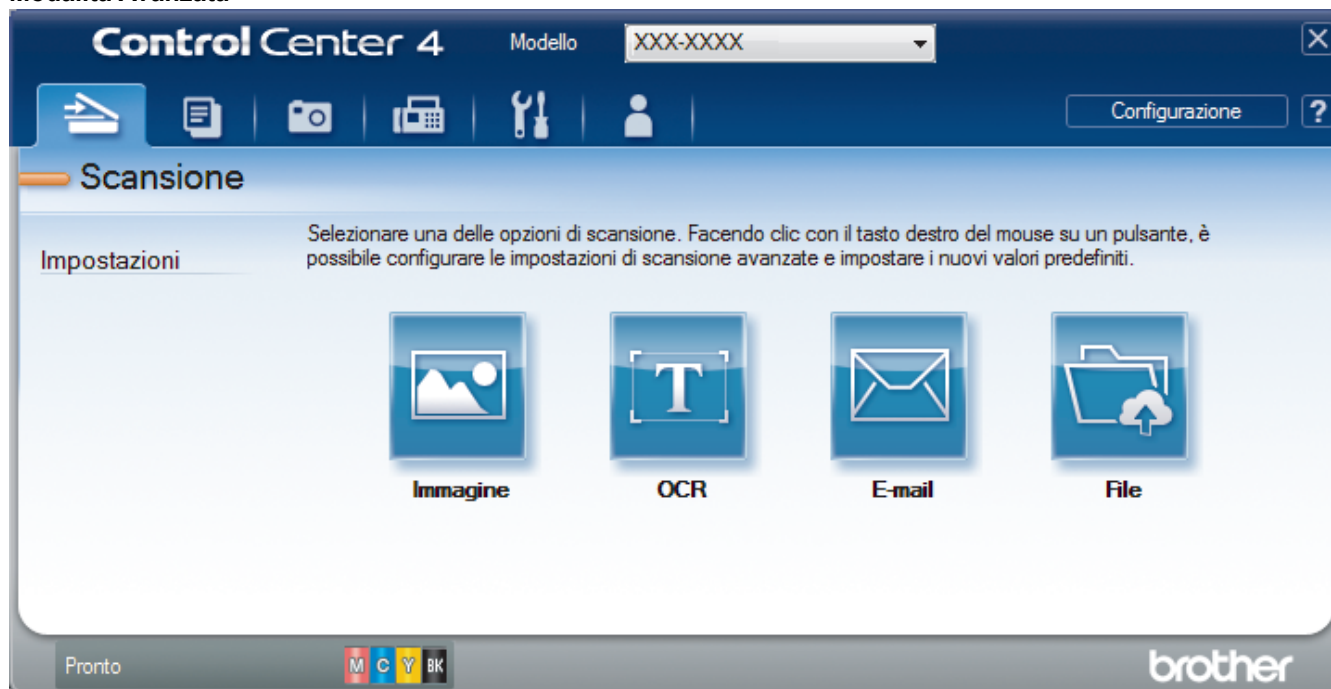 Modalità Avanzata
Control Center 4 Modello XXX-XXXX X
Configurazione ?
Scansione
Impostazioni
Selezionare una delle opzioni di scansione. Facendo clic con il tasto destro del mouse su un pulsante, è
possibile configurare le impostazioni di scansione avanzate e impostare i nuovi valori predefiniti.
T
Immagine OCR E-mail File
Pronto M C Y BK brother